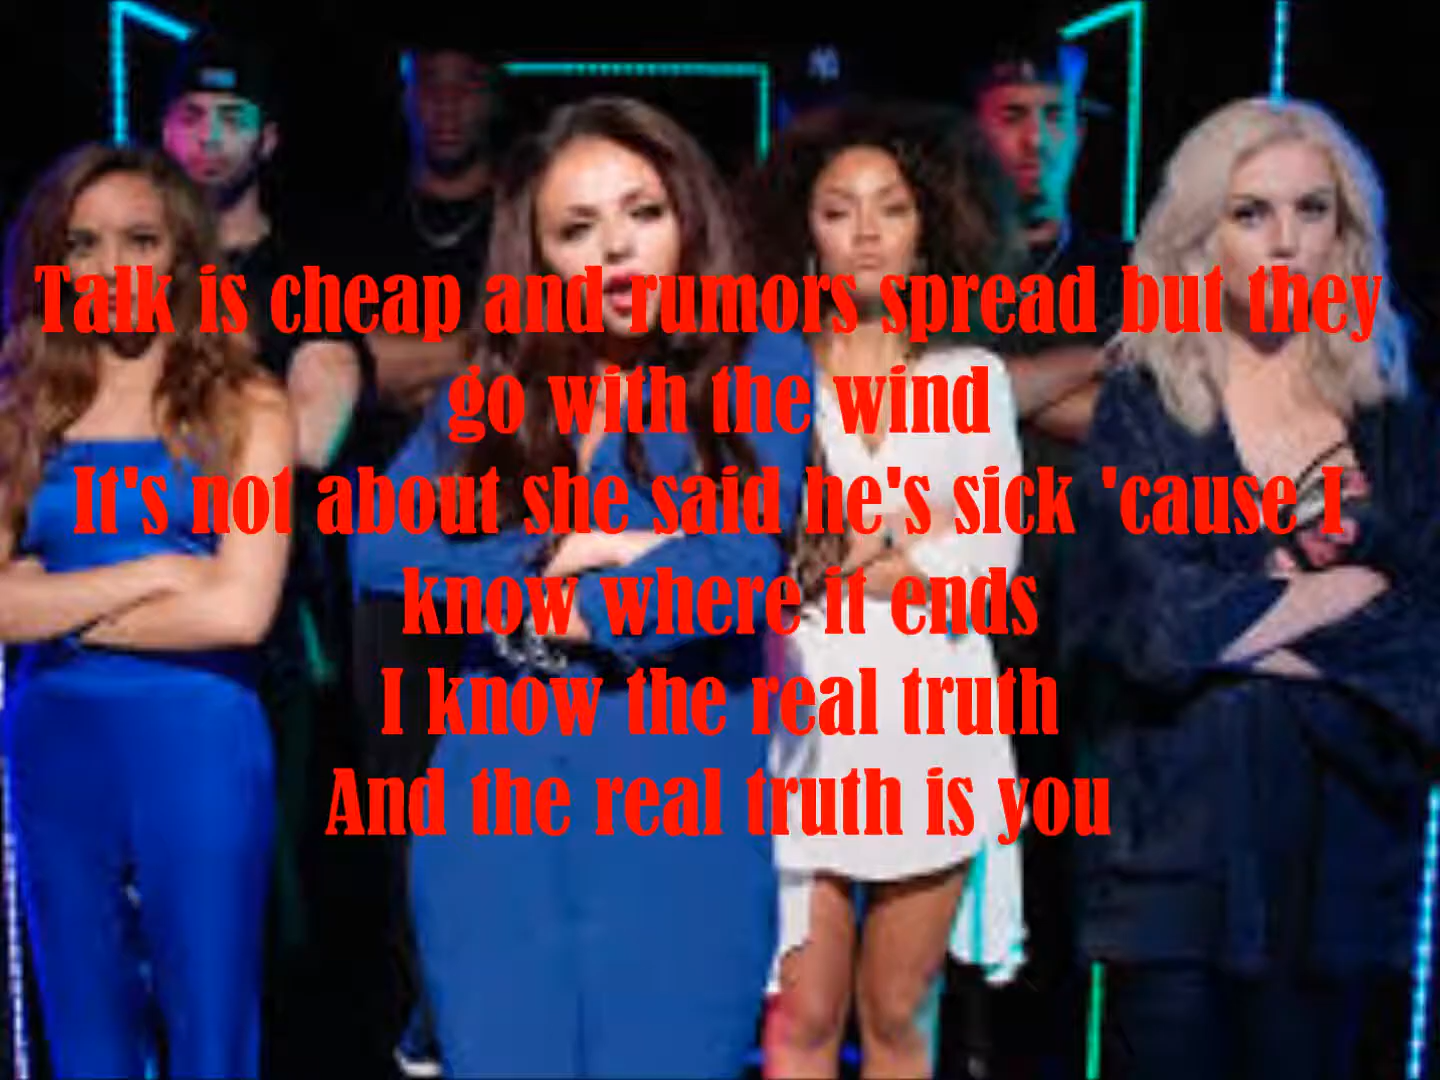 Talk is cheap and rumors spread but they
go with the wind
It's not about she said he's sick 'cause I
know where it ends
I know the real truth
And the real truth is you